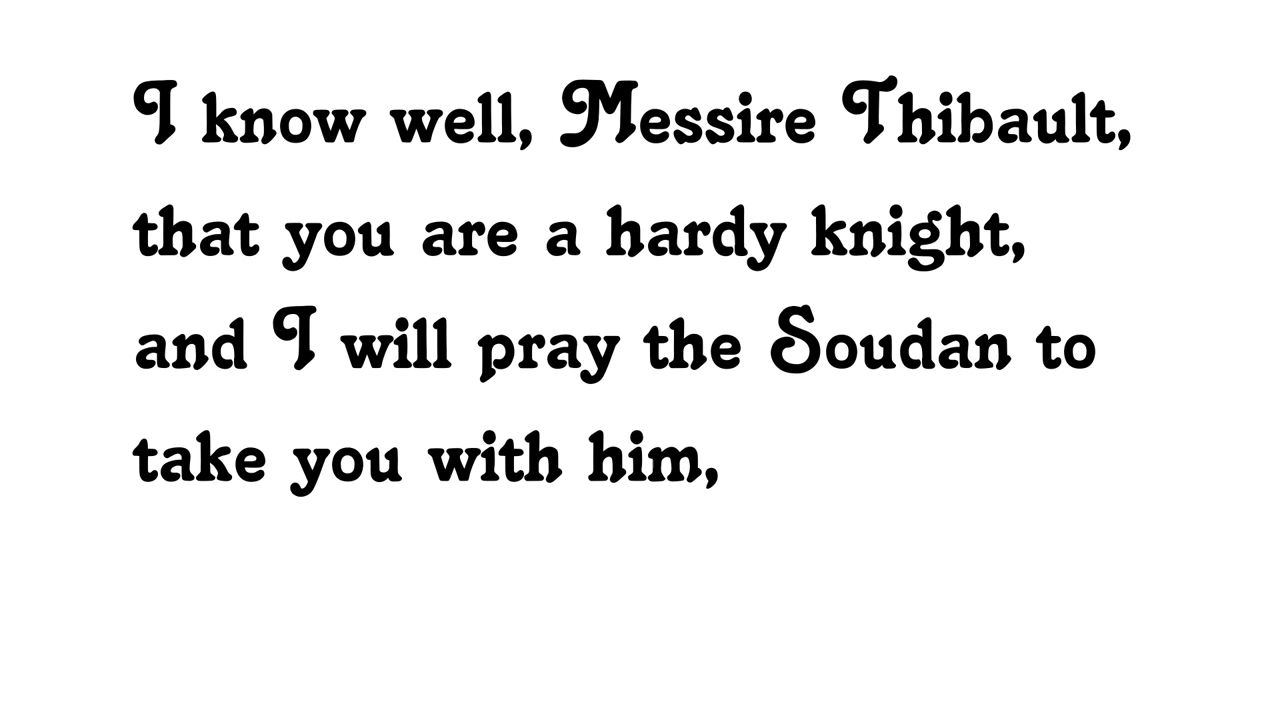 I know well, Messire Thibault,
that you are a hardy knight,
and I will pray the Soudan to
take you with him,